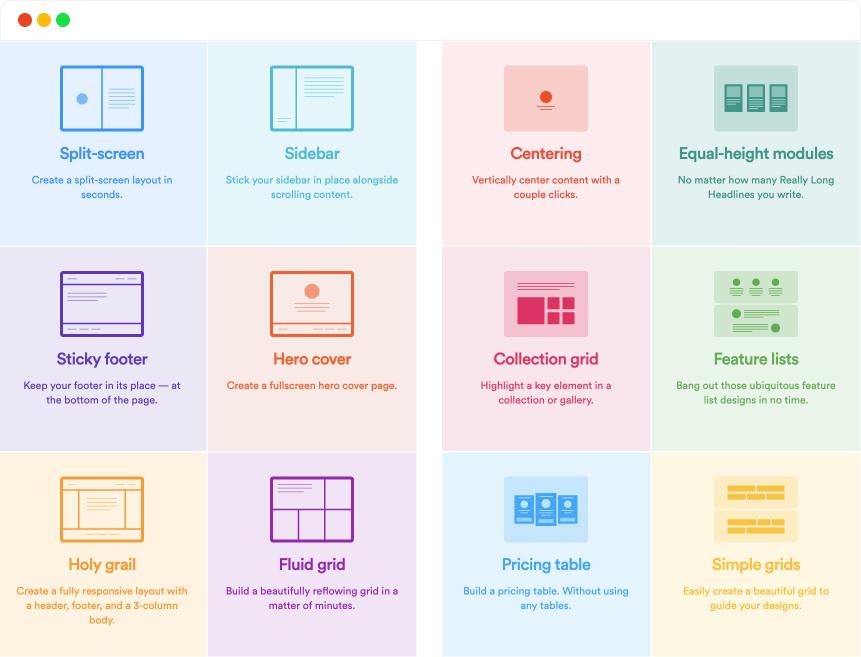 Split-screen
Create a split-screen layout in
seconds.
Sidebar
Stick your sidebar in place alongside
scrolling content.
Centering
Vertically center content with a
couple clicks.
Equal-height modules
No matter how many Really Long
Headlines you write.
Sticky footer
Keep your footer in its place — at
the bottom of the page.
Hero cover
Create a fullscreen hero cover page.
Collection grid
Highlight a key element in a
collection or gallery.
Feature lists
Bang out those ubiquitous feature
list designs in no time.
Holy grail
Create a fully responsive layout with
a header, footer, and a 3-column
body.
Fluid grid
Build a beautifully reflowing grid in a
matter of minutes.
Pricing table
Build a pricing table. Without using
any tables.
Simple grids
Easily create a beautiful grid to
guide your designs.